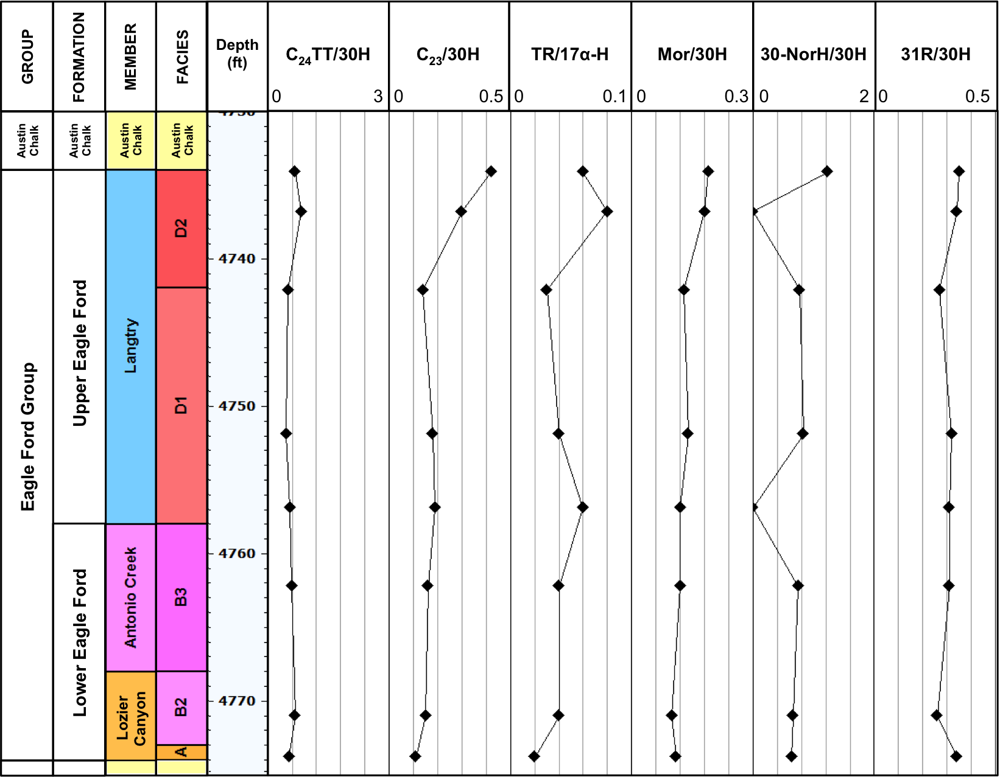 GROUP
FORMATION
MEMBER
FACIES
Depth
(ft)
C₂₄TT/30H
C₂₃/30H
TR/17α-H
Mor/30H
30-NorH/30H
31R/30H
0 3
0 0.5
0 0.1
0 0.3
0 2
0 0.5
Austin
Chalk
Austin
Chalk
Austin
Chalk
Austin
Chalk
Eagle Ford Group
Upper Eagle Ford
Lower Eagle Ford
Langtry
Antonio Creek
Lozier
Canyon
D2
D1
B3
B2
A
4740
4750
4760
4770